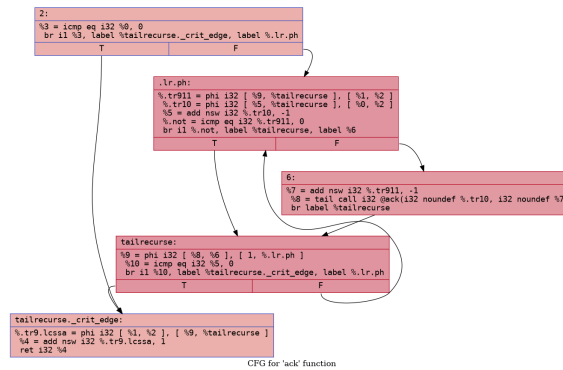 2:
%3 = icmp eq i32 %0, 0
br i1 %3, label %tailrecurse._crit_edge, label %.lr.ph
T F
.lr.ph:
%.tr911 = phi i32 [ %9, %tailrecurse ], [ %1, %2 ]
%.tr10 = phi i32 [ %5, %tailrecurse ], [ %0, %2 ]
%5 = add nsw i32 %.tr10, -1
%.not = icmp eq i32 %.tr911, 0
br i1 %.not, label %tailrecurse, label %6
T F
6:
%7 = add nsw i32 %.tr911, -1
%8 = tail call i32 @ack(i32 noundef %.tr10, i32 noundef %7
br label %tailrecurse
tailrecurse:
%9 = phi i32 [ %8, %6 ], [ 1, %.lr.ph ]
%10 = icmp eq i32 %5, 0
br i1 %10, label %tailrecurse._crit_edge, label %.lr.ph
T F
tailrecurse._crit_edge:
%.tr9.lcssa = phi i32 [ %1, %2 ], [ %9, %tailrecurse ]
%4 = add nsw i32 %.tr9.lcssa, 1
ret i32 %4
CFG for 'ack' function